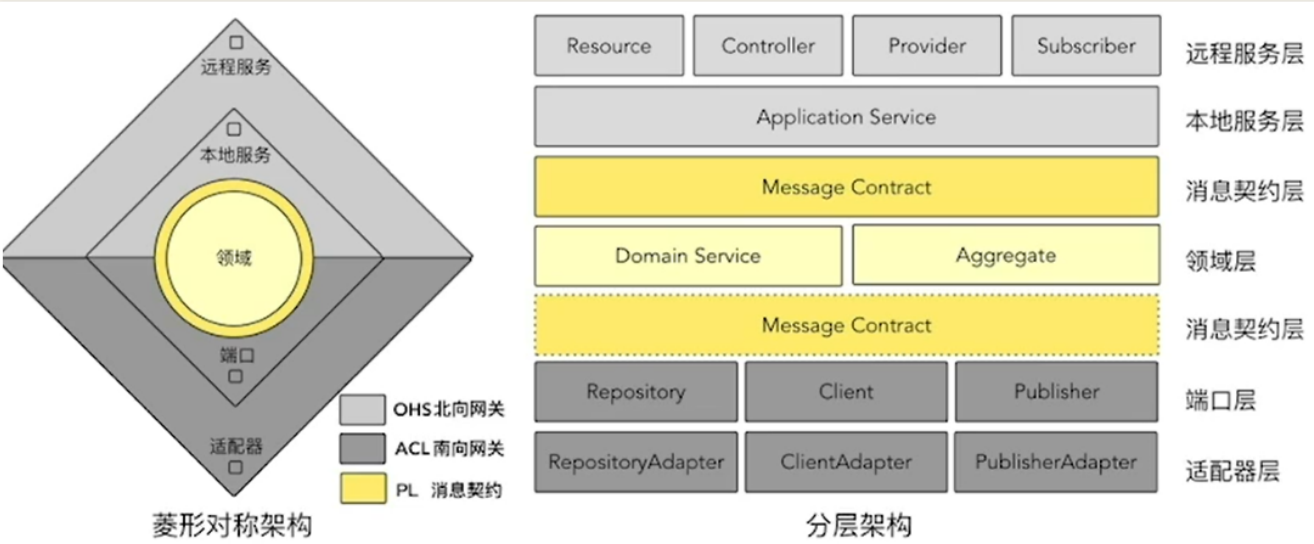 远程服务
本地服务
领域
端口
适配器
OHS北向网关
ACL南向网关
PL 消息契约
菱形对称架构
Resource Controller Provider Subscriber 远程服务层
Application Service 本地服务层
Message Contract 消息契约层
Domain Service Aggregate 领域层
Message Contract 消息契约层
Repository Client Publisher 端口层
RepositoryAdapter ClientAdapter PublisherAdapter 适配器层
分层架构